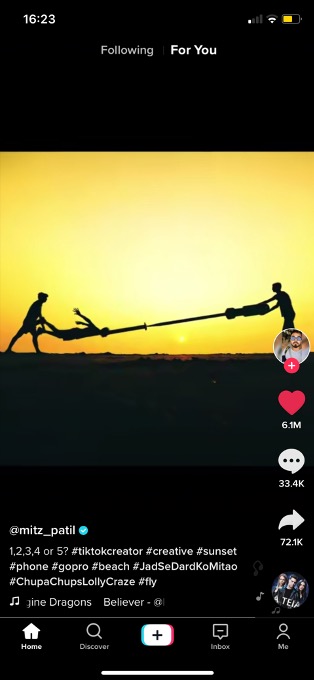 16:23
Following For You
6.1M
33.4K
72.1K
@mitz_patil
1,2,3,4 or 5? #tiktokcreator #creative #sunset
#phone #gopro #beach #JadSeDardKoMitao
#ChupaChupsLollyCraze #fly
gine Dragons Believer - @
Home Discover Inbox Me